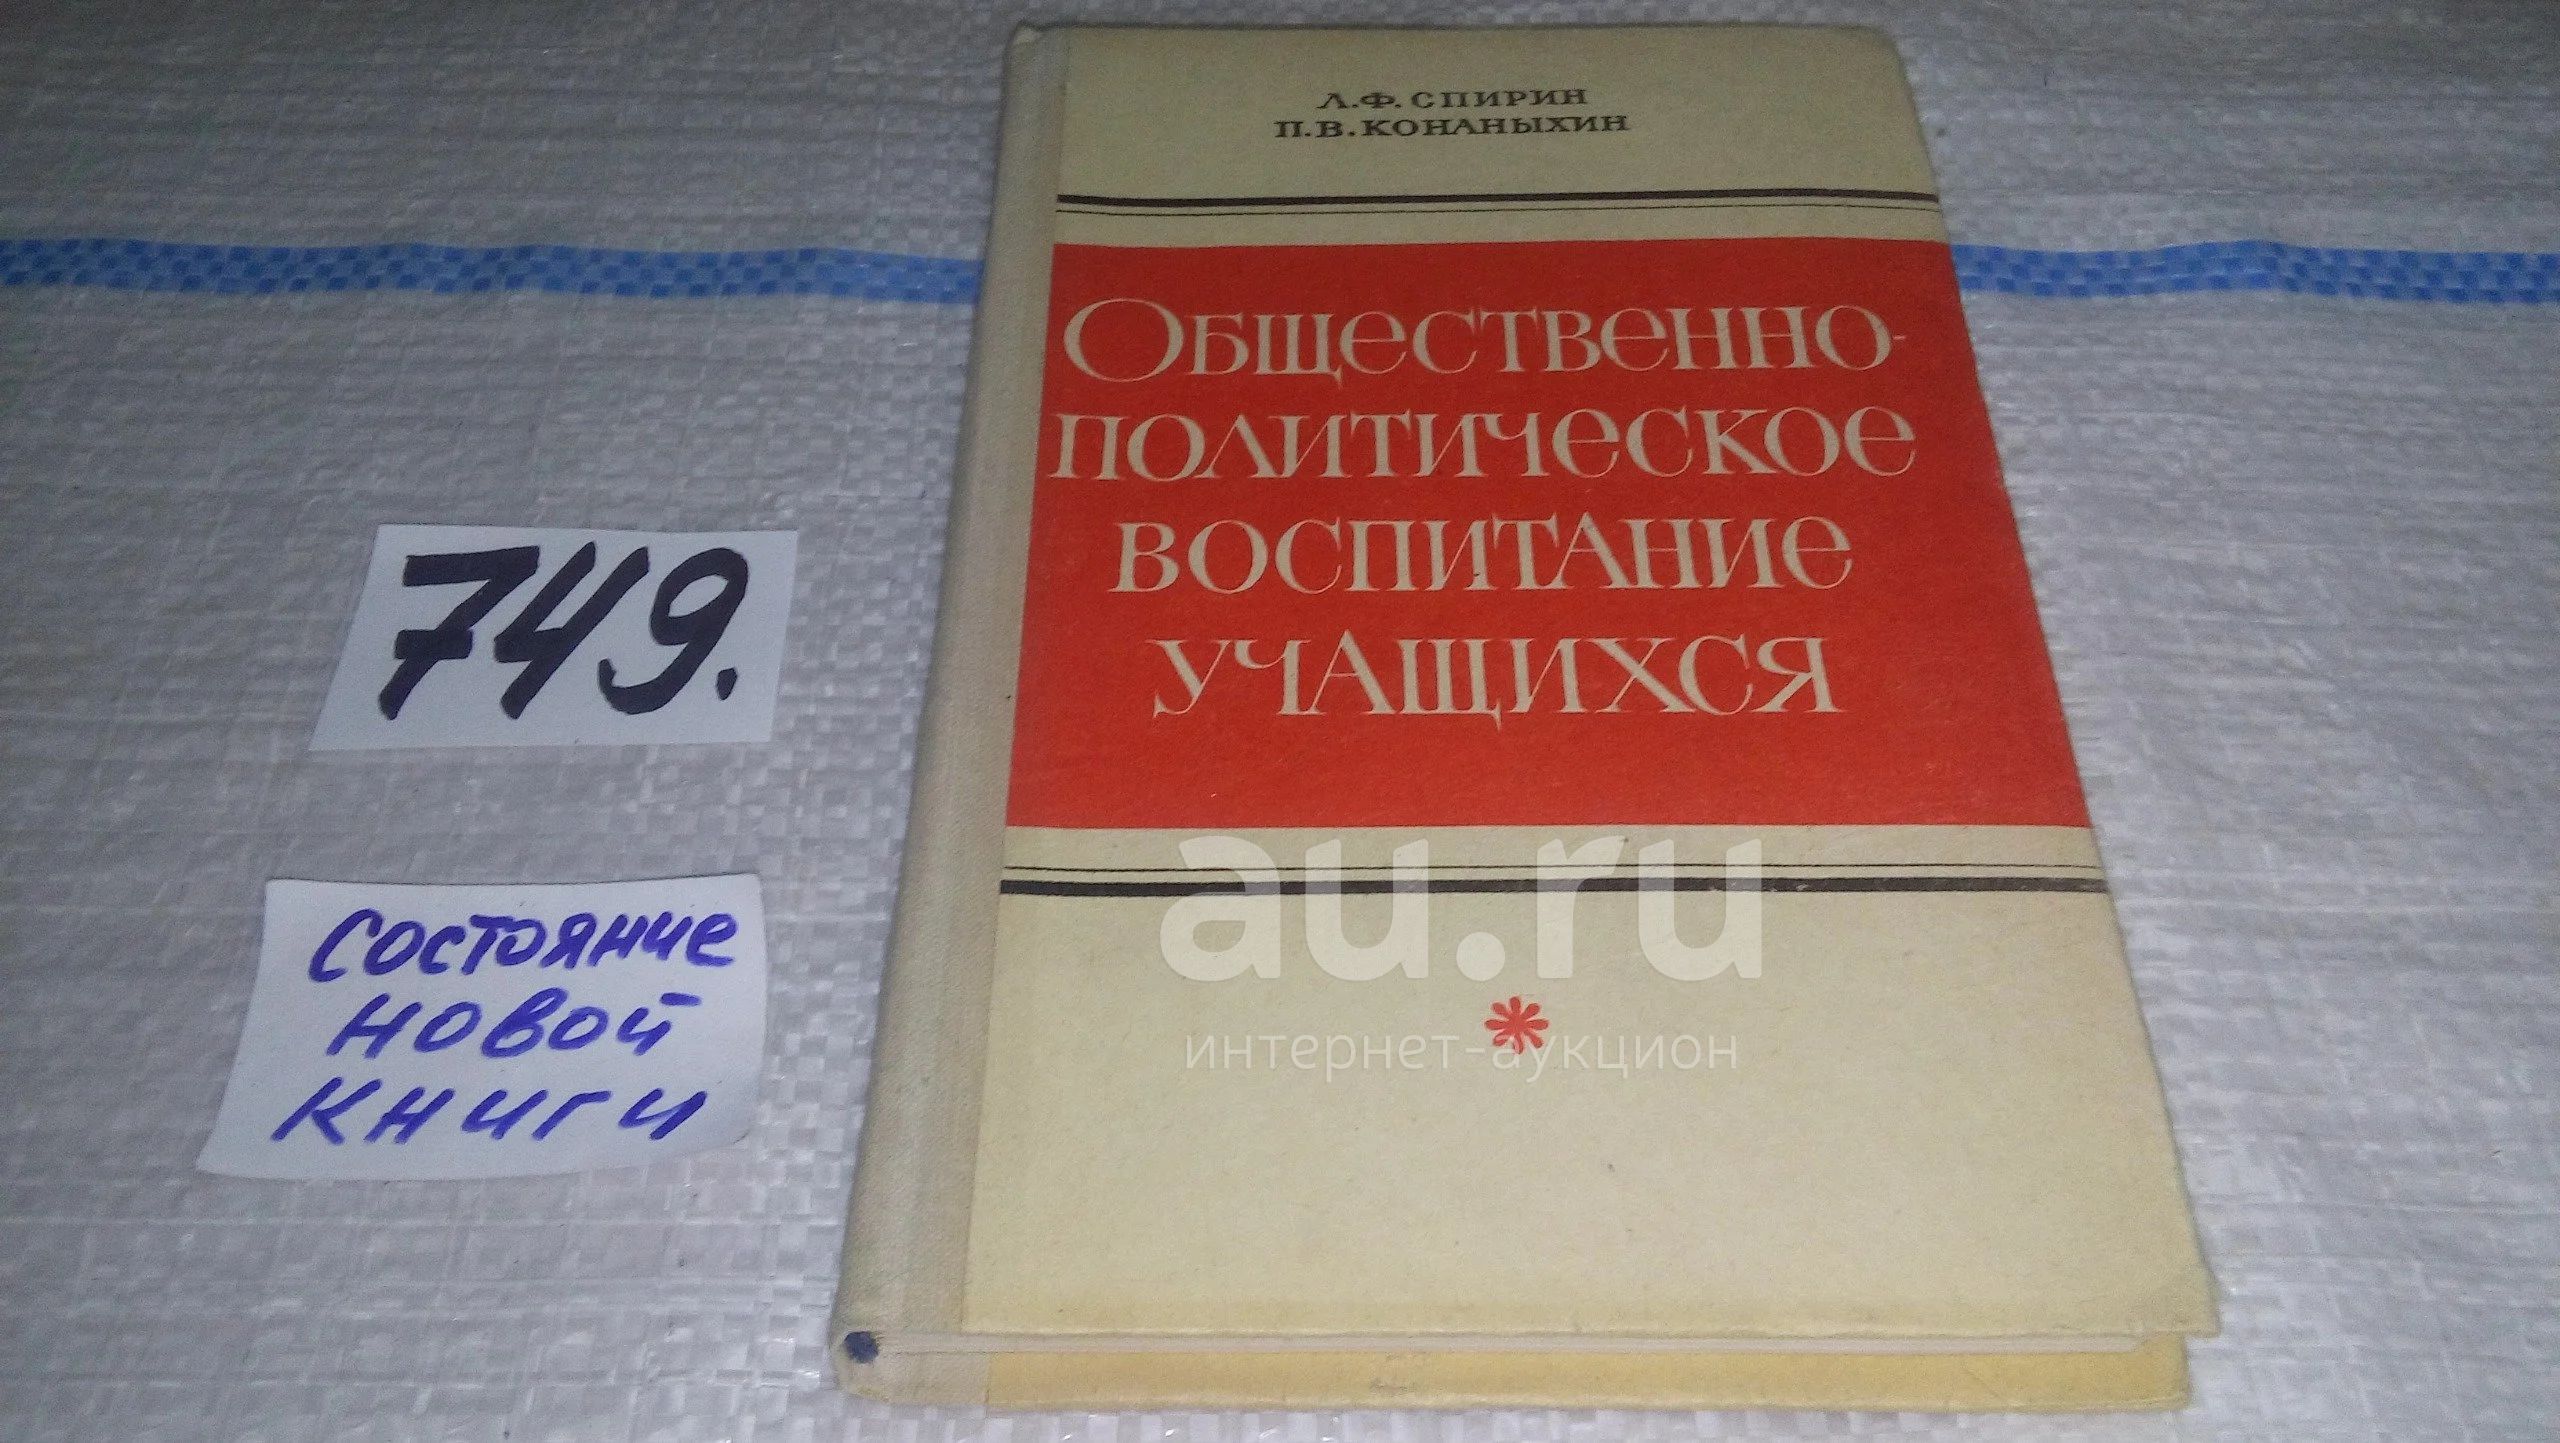 Л.Ф. СПИРИН
П.В. КОНАНЫХИН
Общественно-
политическое
воспитание
учащихся
749.
состояние
новой
книги
au.ru
интернет-аукцион